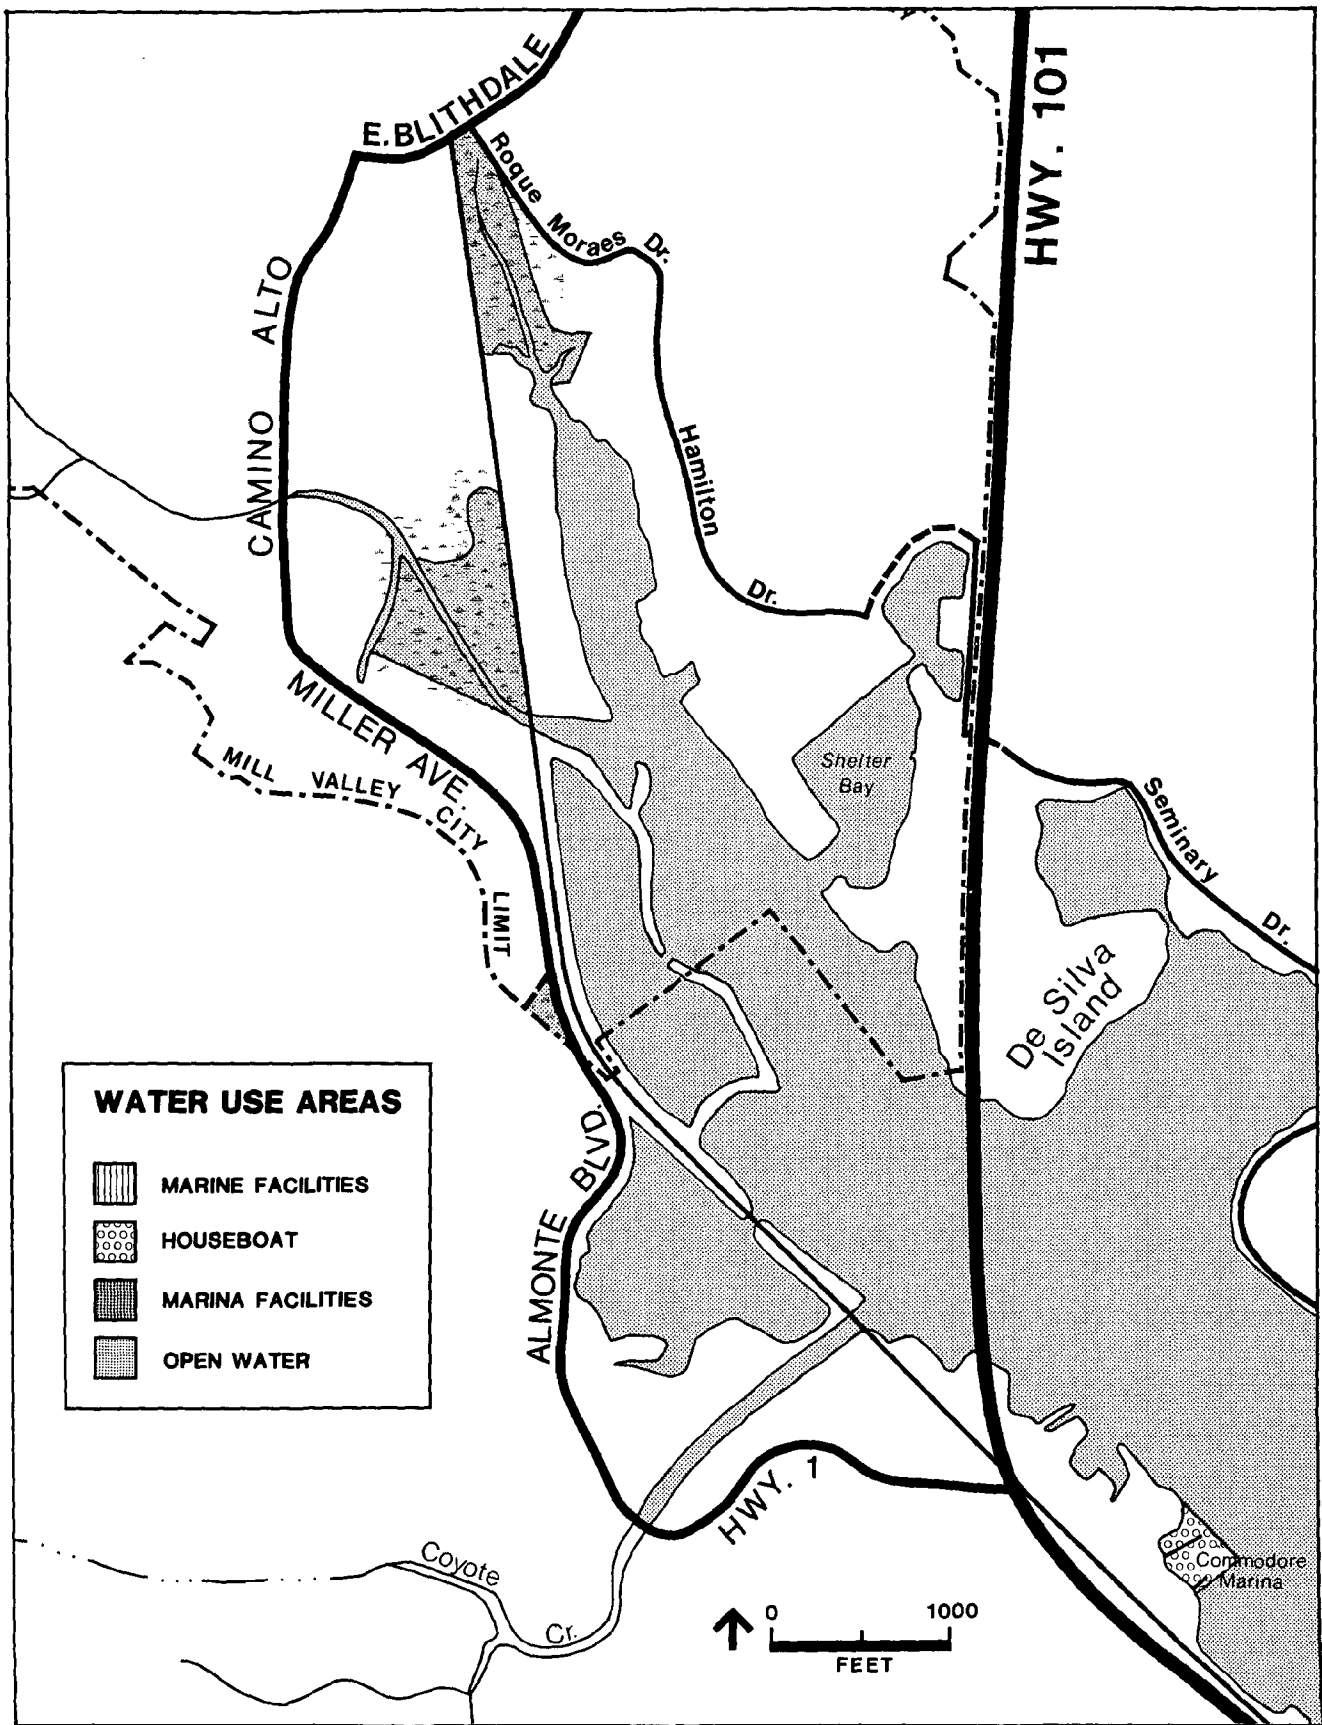 E. BLITHDALE
HWY. 101
Roque Moraes Dr.
CAMINO ALTO
Hamilton Dr.
MILLER AVE.
MILL VALLEY CITY LIMIT
Shelter
Bay
Seminary Dr.
De Silva
Island
WATER USE AREAS
MARINE FACILITIES
HOUSEBOAT
MARINA FACILITIES
OPEN WATER
ALMONTE BLVD.
HWY. 1
Commodore
Marina
Coyote Cr.
0 1000
FEET